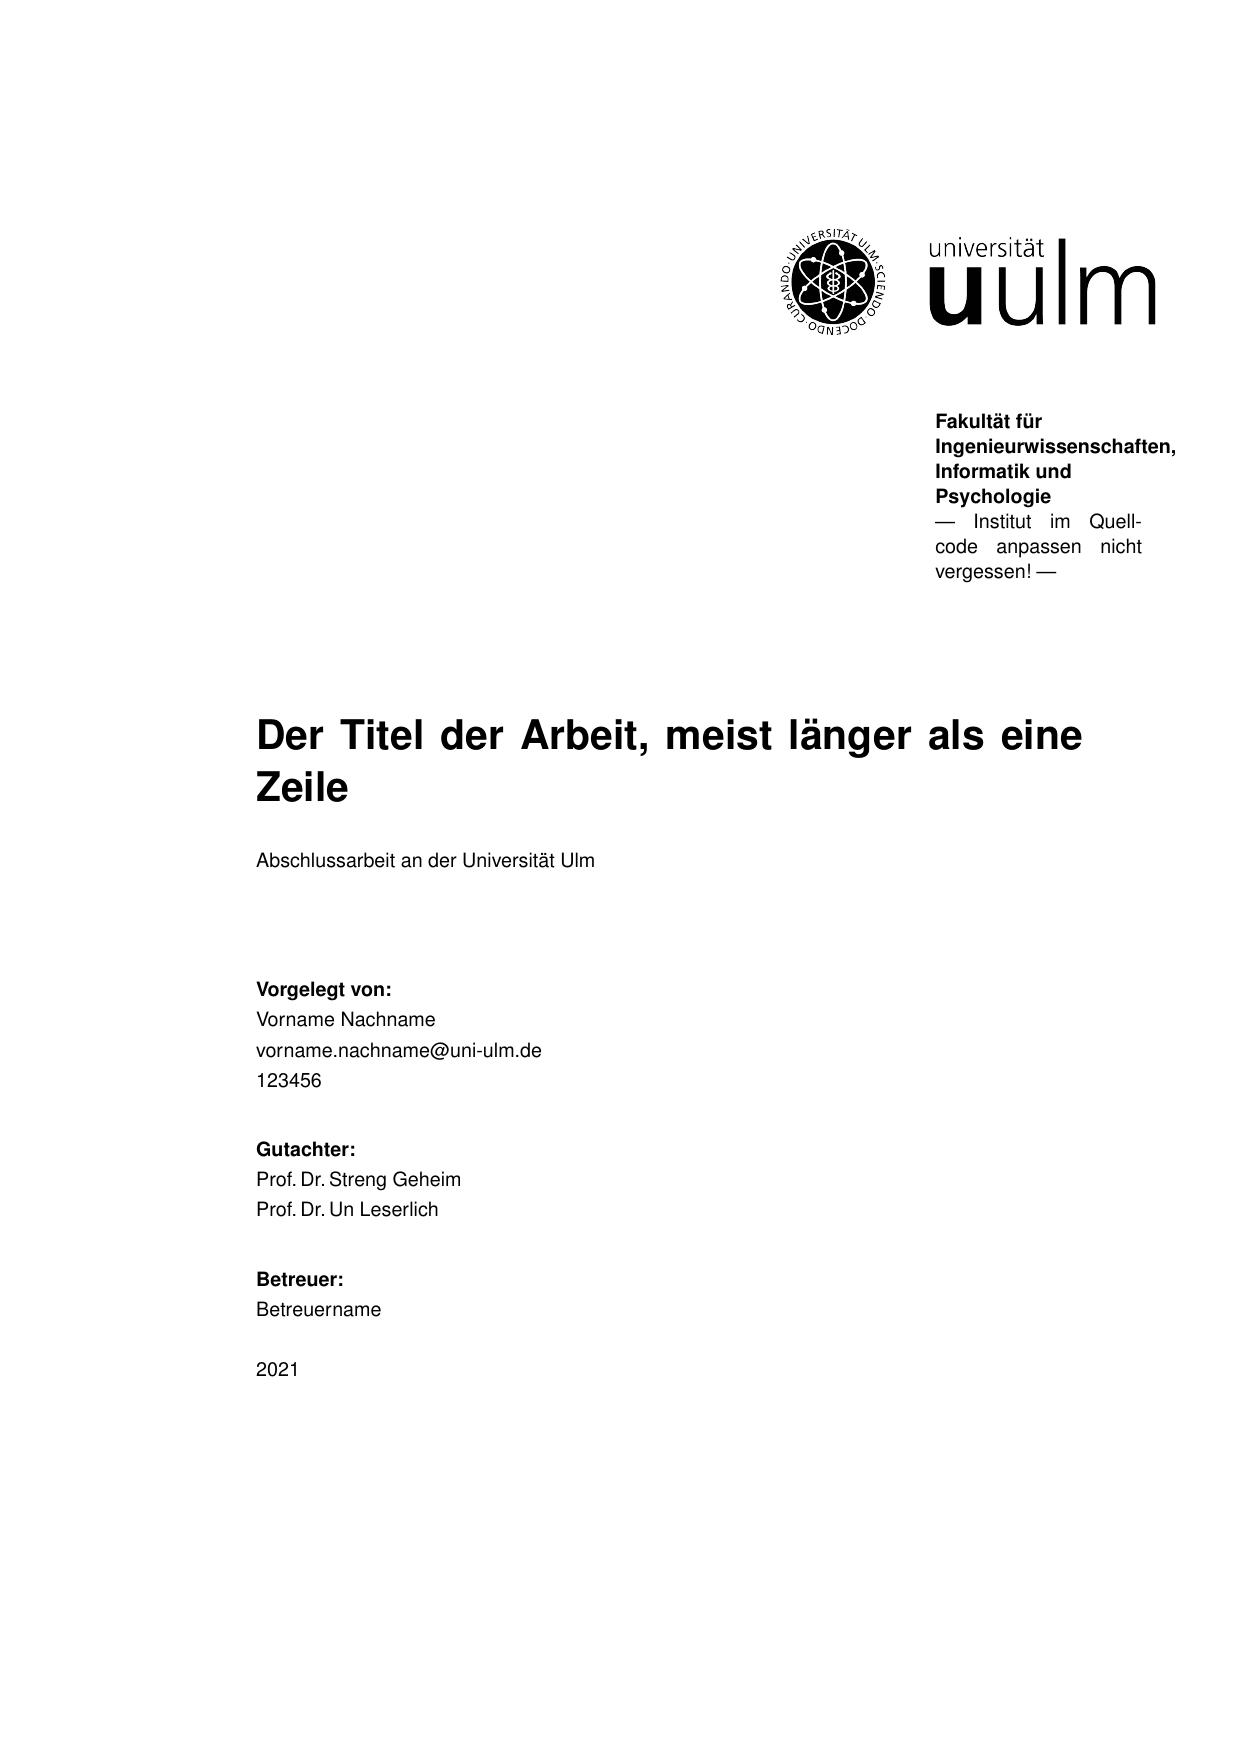 ·UNIVERSITÄT ULM·SCIENDO·DOCENDO·CURANDO
universität
uulm
Fakultät für
Ingenieurwissenschaften,
Informatik und
Psychologie
— Institut im Quell-
code anpassen nicht
vergessen! —
Der Titel der Arbeit, meist länger als eine
Zeile
Abschlussarbeit an der Universität Ulm
Vorgelegt von:
Vorname Nachname
vorname.nachname@uni-ulm.de
123456
Gutachter:
Prof. Dr. Streng Geheim
Prof. Dr. Un Leserlich
Betreuer:
Betreuername
2021